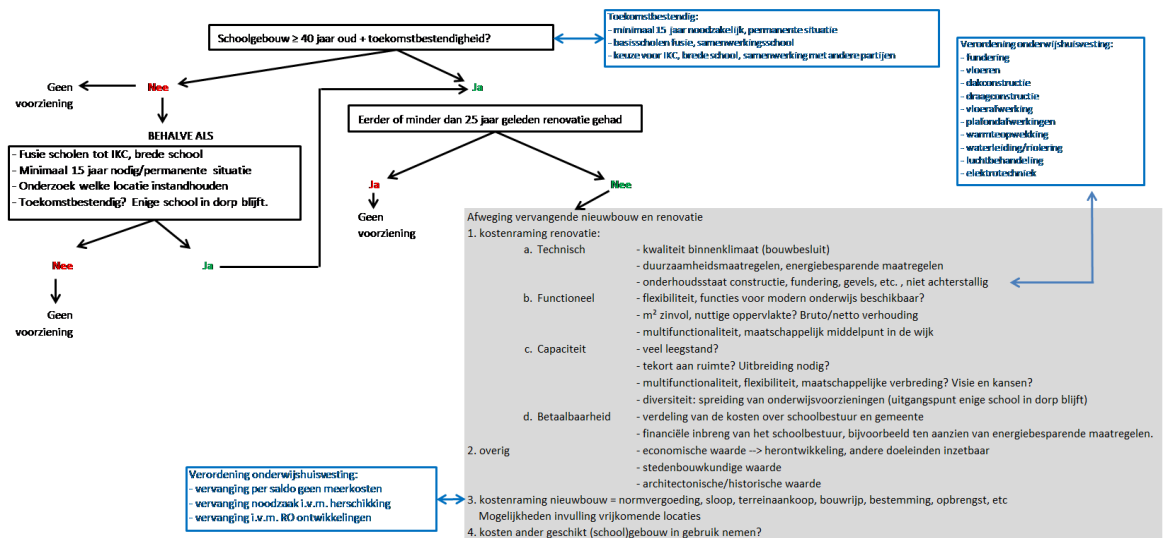 Schoolgebouw ≥ 40 jaar oud + toekomstbestendigheid?
Toekomstbestendig:
- minimaal 15 jaar noodzakelijk, permanente situatie
- basisscholen fusie, samenwerkingsschool
- keuze voor IKC, brede school, samenwerking met andere partijen
Verordening onderwijshuisvesting:
- fundering
- vloeren
- dakconstructie
- draagconstructie
- vloerafwerking
- plafondafwerkingen
- warmteopwekking
- waterleiding/riolering
- luchtbehandeling
- elektrotechniek
Geen
voorziening
Nee
Ja
BEHALVE ALS
- Fusie scholen tot IKC, brede school
- Minimaal 15 jaar nodig/permanente situatie
- Onderzoek welke locatie instandhouden
- Toekomstbestendig? Enige school in dorp blijft.
Eerder of minder dan 25 jaar geleden renovatie gehad
Ja
Nee
Geen
voorziening
Nee
Ja
Geen
voorziening
Afweging vervangende nieuwbouw en renovatie
1. kostenraming renovatie:
a. Technisch - kwaliteit binnenklimaat (bouwbesluit)
- duurzaamheidsmaatregelen, energiebesparende maatregelen
- onderhoudsstaat constructie, fundering, gevels, etc. , niet achterstallig
b. Functioneel - flexibiliteit, functies voor modern onderwijs beschikbaar?
- m² zinvol, nuttige oppervlakte? Bruto/netto verhouding
- multifunctionaliteit, maatschappelijk middelpunt in de wijk
c. Capaciteit - veel leegstand?
- tekort aan ruimte? Uitbreiding nodig?
- multifunctionaliteit, flexibiliteit, maatschappelijke verbreding? Visie en kansen?
- diversiteit: spreiding van onderwijsvoorzieningen (uitgangspunt enige school in dorp blijft)
d. Betaalbaarheid - verdeling van de kosten over schoolbestuur en gemeente
- financiële inbreng van het schoolbestuur, bijvoorbeeld ten aanzien van energiebesparende maatregelen.
2. overig - economische waarde --> herontwikkeling, andere doeleinden inzetbaar
- stedenbouwkundige waarde
- architectonische/historische waarde
3. kostenraming nieuwbouw = normvergoeding, sloop, terreinaankoop, bouwrijp, bestemming, opbrengst, etc
Mogelijkheden invulling vrijkomende locaties
4. kosten ander geschikt (school)gebouw in gebruik nemen?
Verordening onderwijshuisvesting:
- vervanging per saldo geen meerkosten
- vervanging noodzaak i.v.m. herschikking
- vervanging i.v.m. RO ontwikkelingen